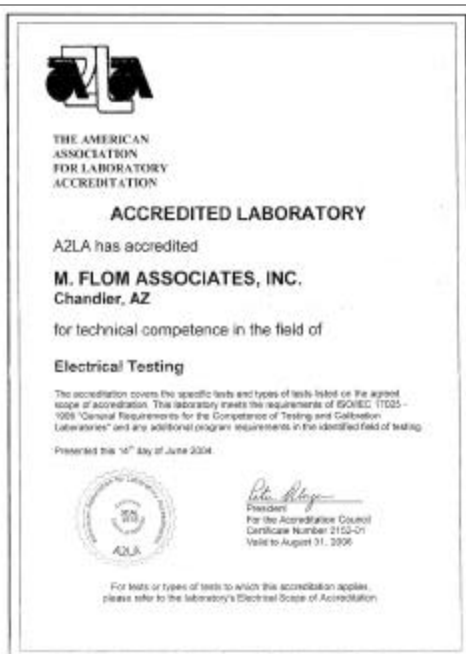 A2LA
THE AMERICAN
ASSOCIATION
FOR LABORATORY
ACCREDITATION
ACCREDITED LABORATORY
A2LA has accredited
M. FLOM ASSOCIATES, INC.
Chandler, AZ
for technical competence in the field of
Electrical Testing
The accreditation covers the specific tests and types of tests listed on the agreed
scope of accreditation. This laboratory meets the requirements of ISO/IEC 17025 -
1999 "General Requirements for the Competence of Testing and Calibration
Laboratories" and any additional program requirements in the identified field of testing.
Presented this day of June 2004.
SEAL
A2LA
President
For the Accreditation Council
Certificate Number 2152-01
Valid to August 31, 2006
For tests or types of tests to which this accreditation applies,
please refer to the laboratory's Electrical Scope of Accreditation